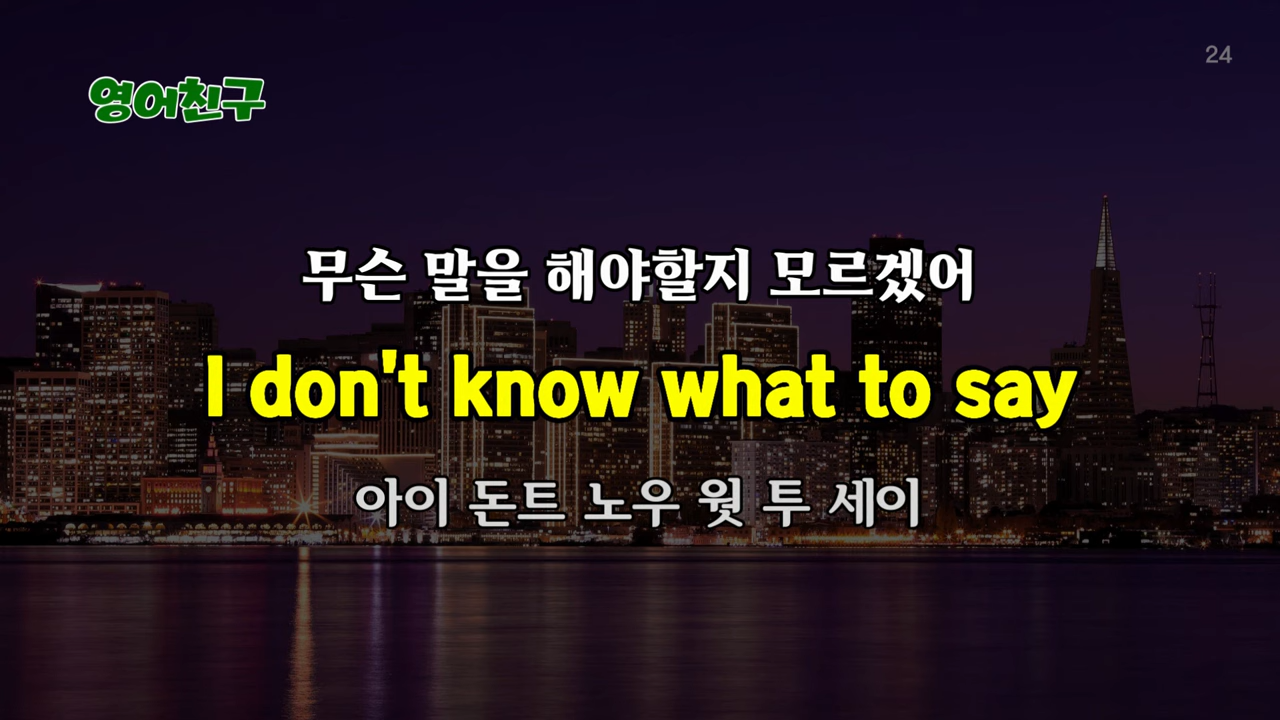 24
영어친구
무슨 말을 해야할지 모르겠어
I don't know what to say
아이 돈트 노우 웟 투 세이